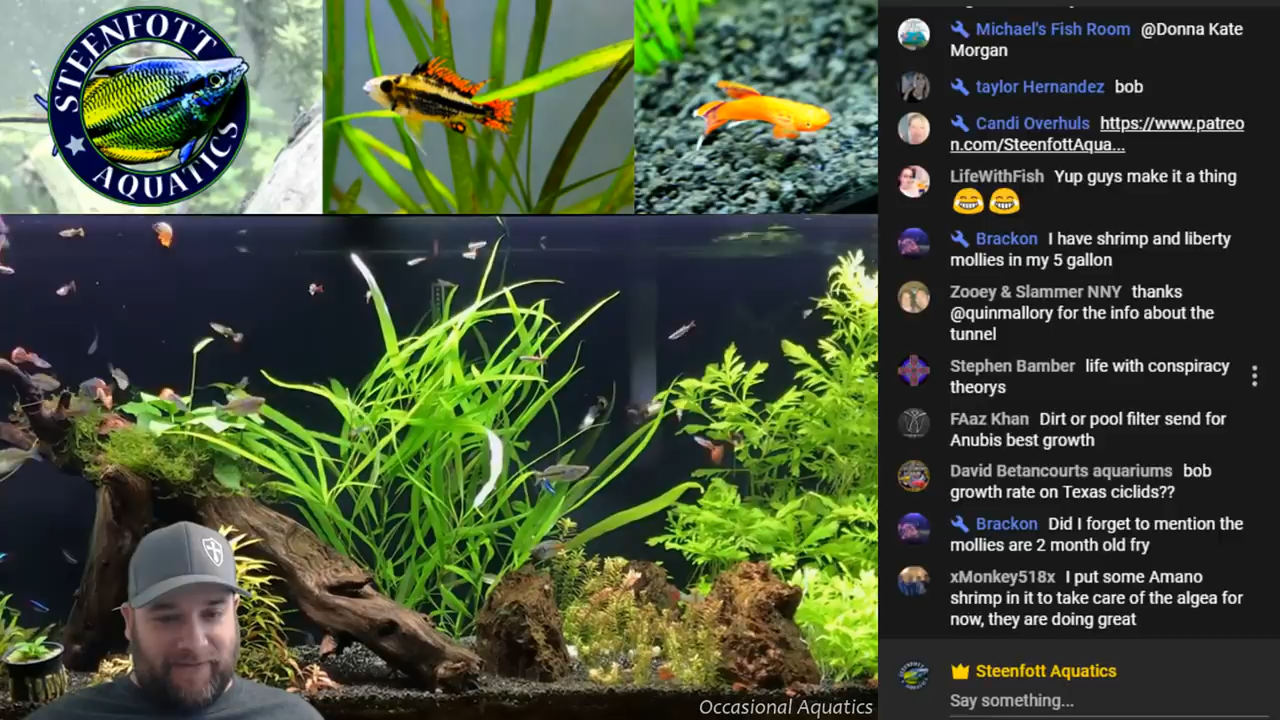 STEENFOTT
AQUATICS
Michael's Fish Room @Donna Kate
Morgan
taylor Hernandez bob
Candi Overhuls https://www.patreo
n.com/SteenfottAqua...
LifeWithFish Yup guys make it a thing
Brackon I have shrimp and liberty
mollies in my 5 gallon
Zooey & Slammer NNY thanks
@quinmallory for the info about the
tunnel
Stephen Bamber life with conspiracy
theorys
FAaz Khan Dirt or pool filter send for
Anubis best growth
David Betancourts aquariums bob
growth rate on Texas ciclids??
Brackon Did I forget to mention the
mollies are 2 month old fry
xMonkey518x I put some Amano
shrimp in it to take care of the algea for
now, they are doing great
Steenfott Aquatics
Say something...
Occasional Aquatics